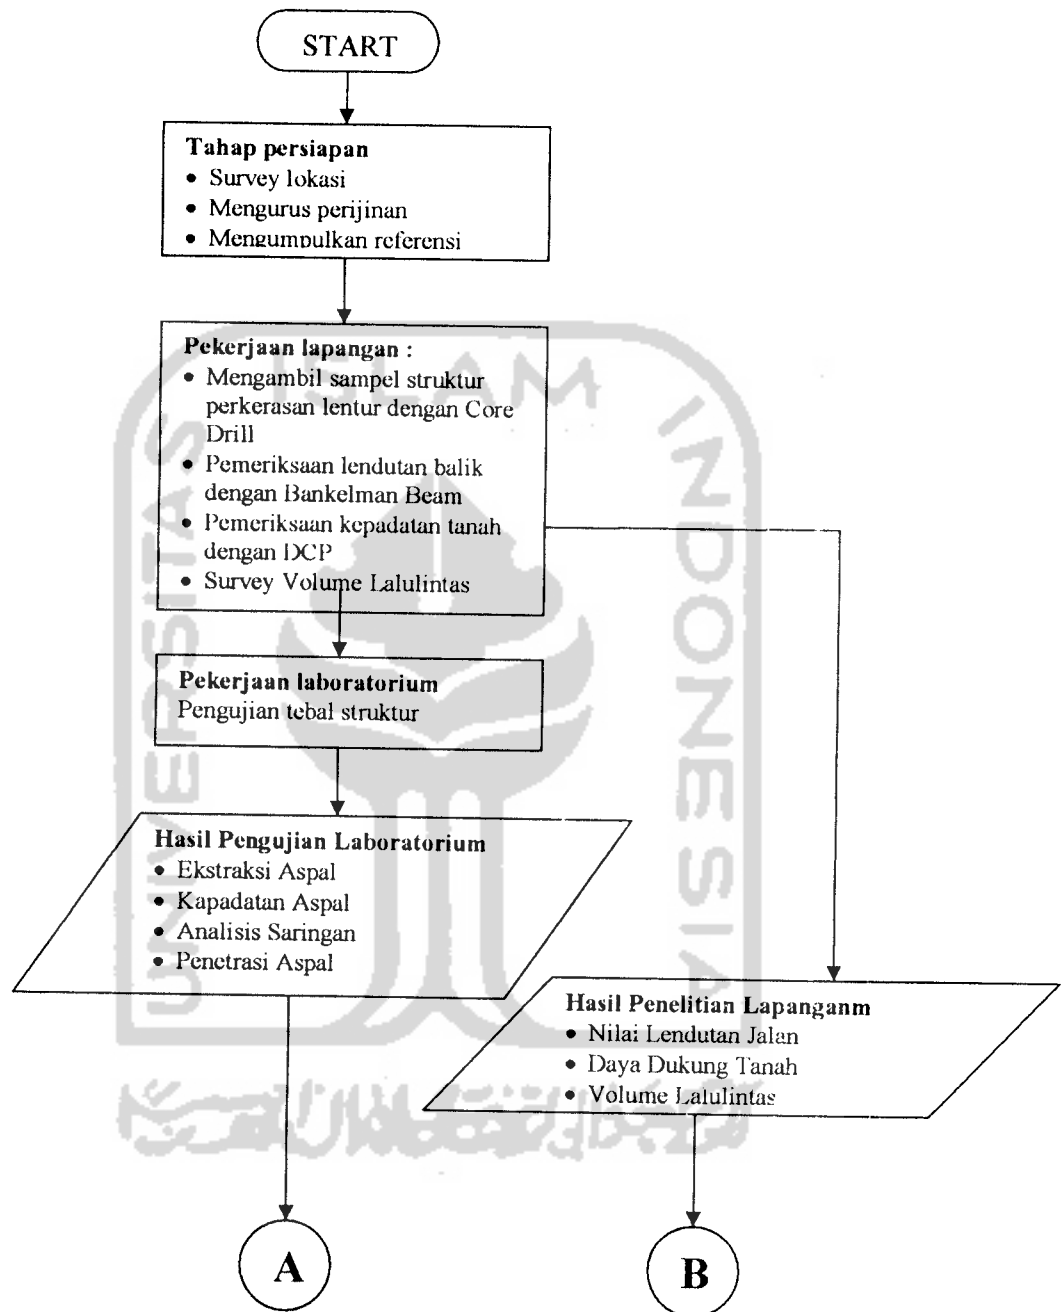 START
Tahap persiapan
• Survey lokasi
• Mengurus perijinan
• Mengumpulkan referensi
Pekerjaan lapangan :
• Mengambil sampel struktur
perkerasan lentur dengan Core
Drill
• Pemeriksaan lendutan balik
dengan Bankelman Beam
• Pemeriksaan kepadatan tanah
dengan DCP
• Survey Volume Lalulintas
Pekerjaan laboratorium
Pengujian tebal struktur
Hasil Pengujian Laboratorium
• Ekstraksi Aspal
• Kapadatan Aspal
• Analisis Saringan
• Penetrasi Aspal
Hasil Penelitian Lapanganm
• Nilai Lendutan Jalan
• Daya Dukung Tanah
• Volume Lalulintas
A
B
UNIVERSITAS
ISLAM
INDONESIA